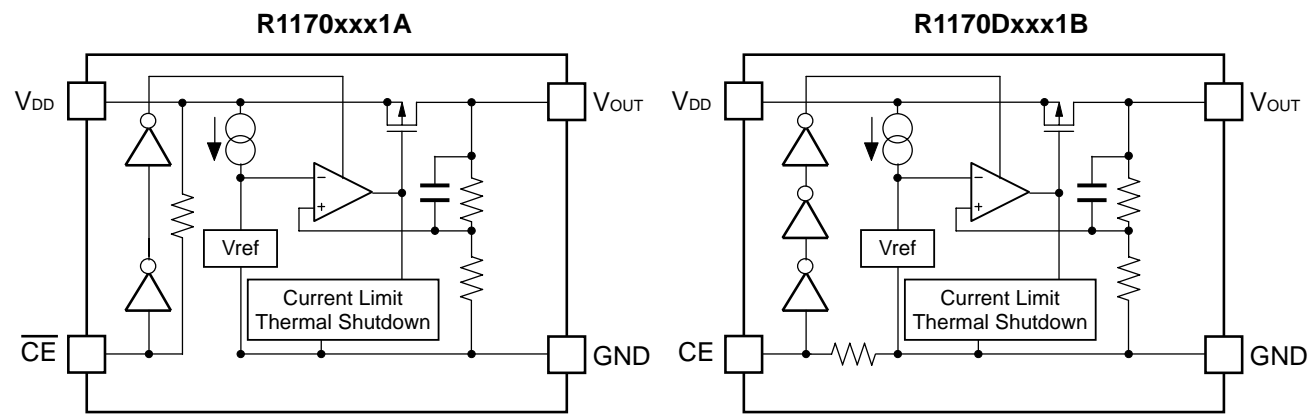 R1170xxx1A
VDD
VOUT
−
+
Vref
Current Limit
Thermal Shutdown
C̅E̅
GND
R1170Dxxx1B
VDD
VOUT
−
+
Vref
Current Limit
Thermal Shutdown
CE
GND